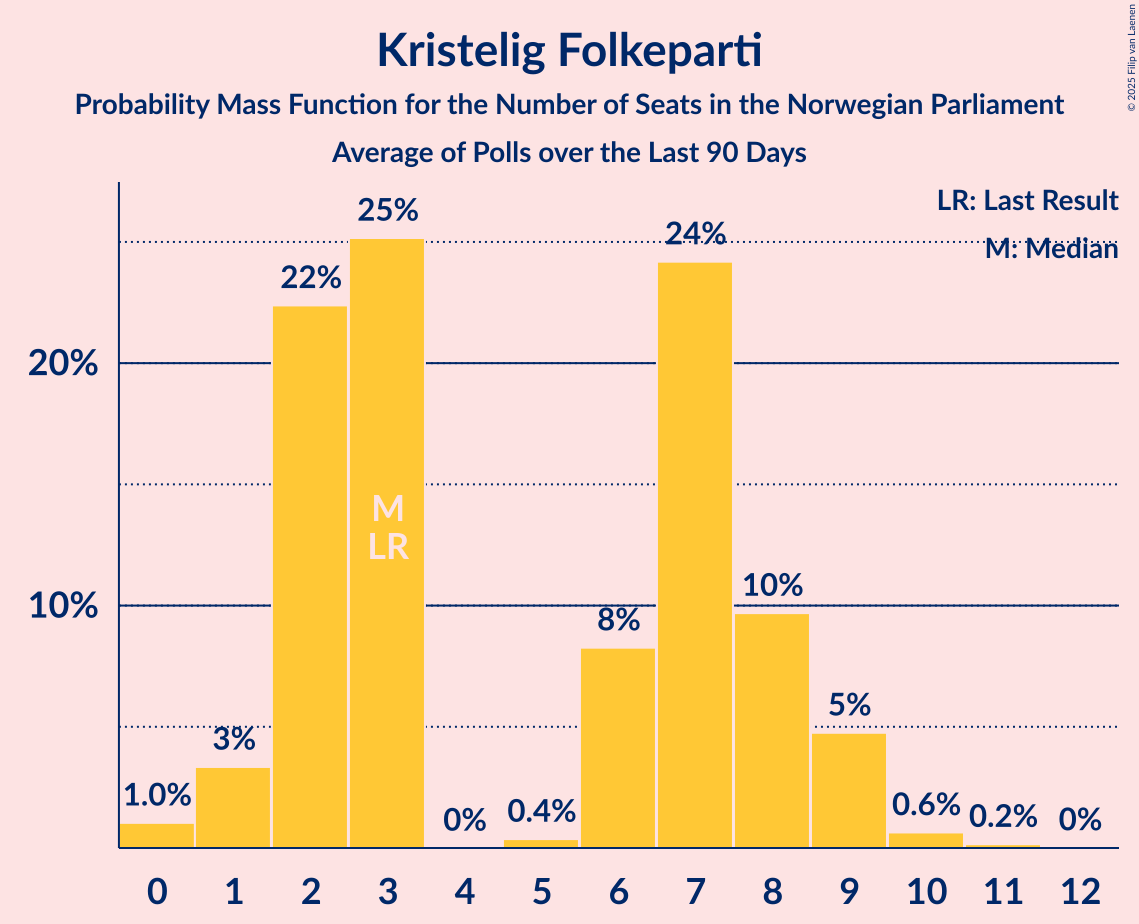 Kristelig Folkeparti
Probability Mass Function for the Number of Seats in the Norwegian Parliament
Average of Polls over the Last 90 Days
© 2025 Filip van Laenen
LR: Last Result
M: Median
25%
24%
22%
20%
M
LR
10%
10%
8%
5%
3%
1.0%
0%
0.4%
0.6%
0.2%
0%
0 1 2 3 4 5 6 7 8 9 10 11 12